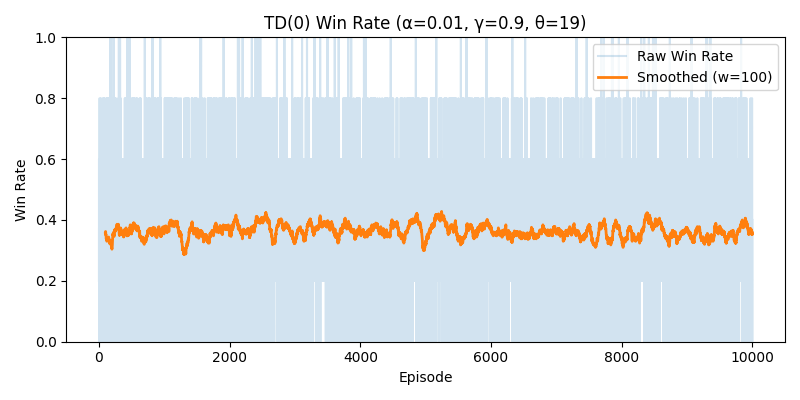 TD(0) Win Rate (α=0.01, γ=0.9, θ=19)
Raw Win Rate
Smoothed (w=100)
Win Rate
1.0
0.8
0.6
0.4
0.2
0.0
0 2000 4000 6000 8000 10000
Episode